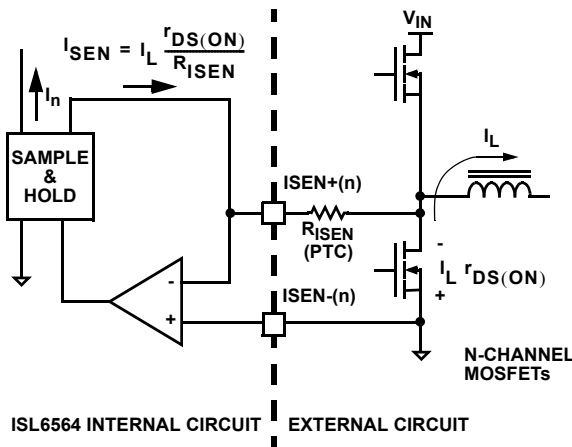 V_IN
I_SEN = I_L r_DS(ON) / R_ISEN
I_n
I_L
SAMPLE
&
HOLD
ISEN+(n)
R_ISEN
(PTC)
-
I_L r_DS(ON)
+
-
+
ISEN-(n)
N-CHANNEL
MOSFETs
ISL6564 INTERNAL CIRCUIT
EXTERNAL CIRCUIT